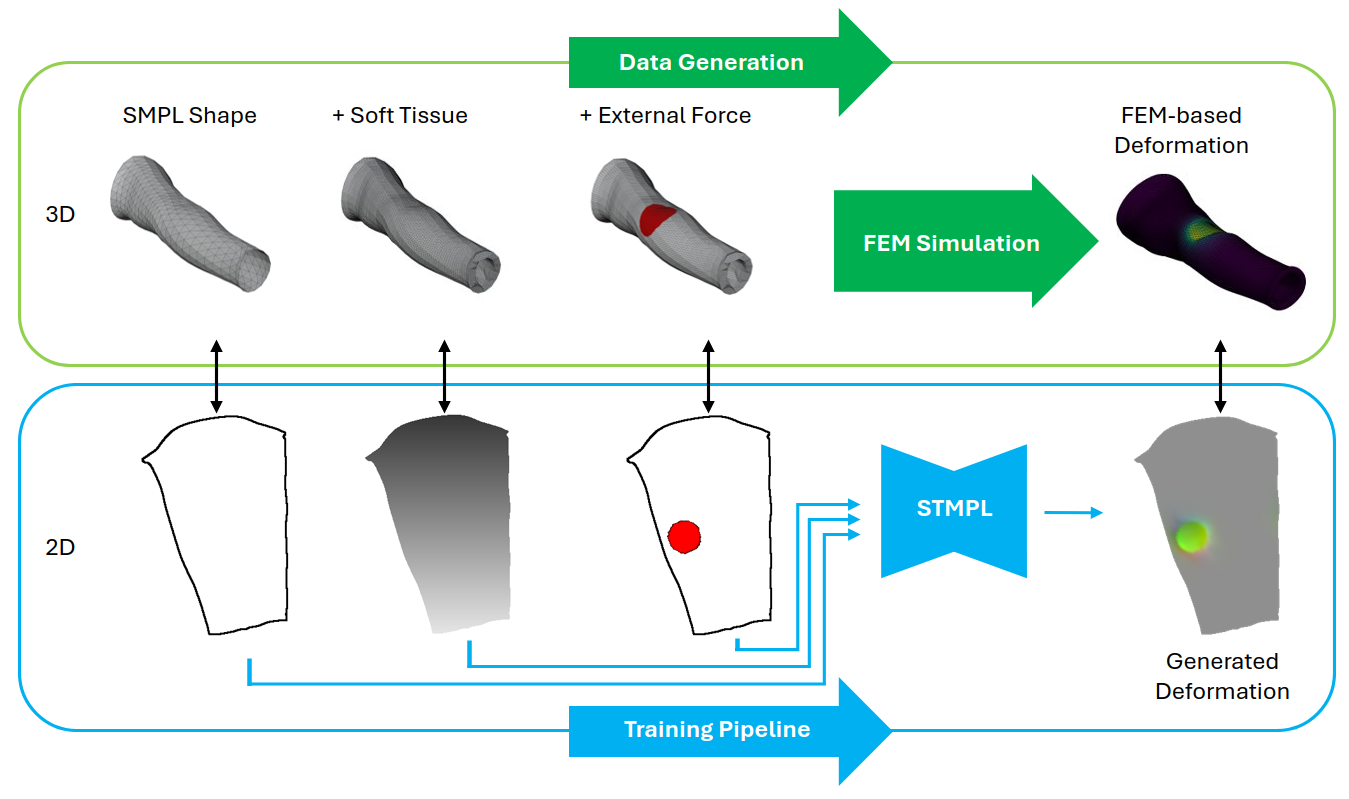 Data Generation
SMPL Shape
+ Soft Tissue
+ External Force
FEM-based
Deformation
3D
FEM Simulation
2D
STMPL
Generated
Deformation
Training Pipeline